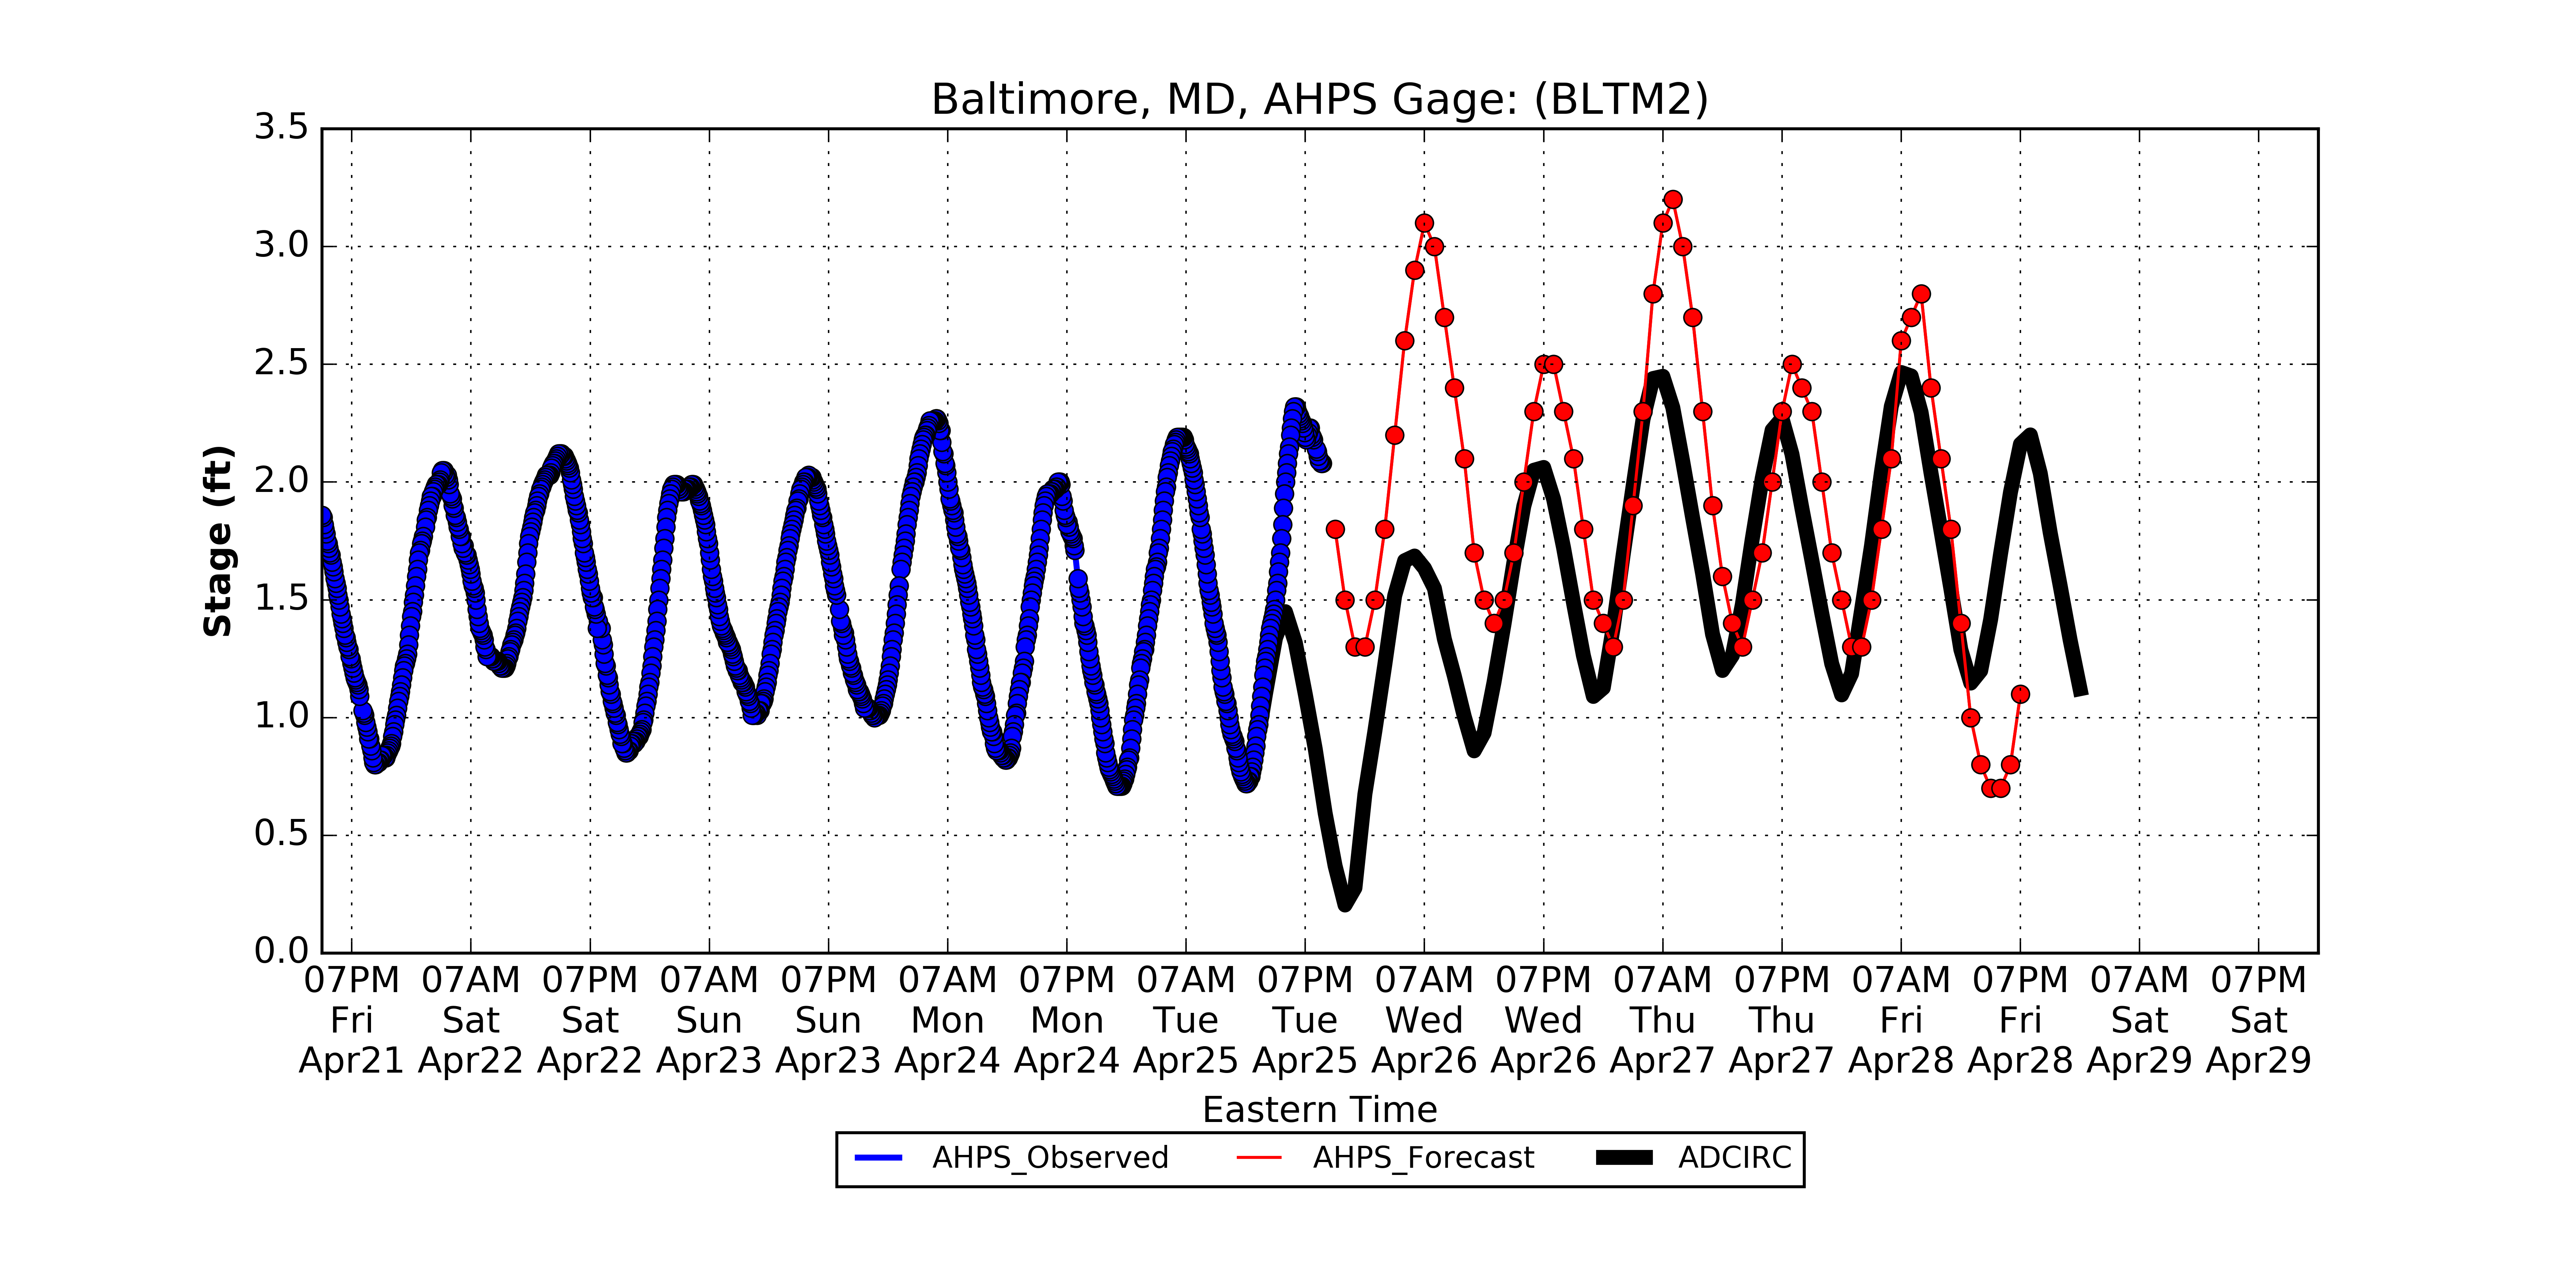 Baltimore, MD, AHPS Gage: (BLTM2)
Stage (ft)
3.5
3.0
2.5
2.0
1.5
1.0
0.5
0.0
07PM 07AM 07PM 07AM 07PM 07AM 07PM 07AM 07PM 07AM 07PM 07AM 07PM 07AM 07PM 07AM 07PM
Fri Sat Sat Sun Sun Mon Mon Tue Tue Wed Wed Thu Thu Fri Fri Sat Sat
Apr21 Apr22 Apr22 Apr23 Apr23 Apr24 Apr24 Apr25 Apr25 Apr26 Apr26 Apr27 Apr27 Apr28 Apr28 Apr29 Apr29
Eastern Time
AHPS_Observed AHPS_Forecast ADCIRC